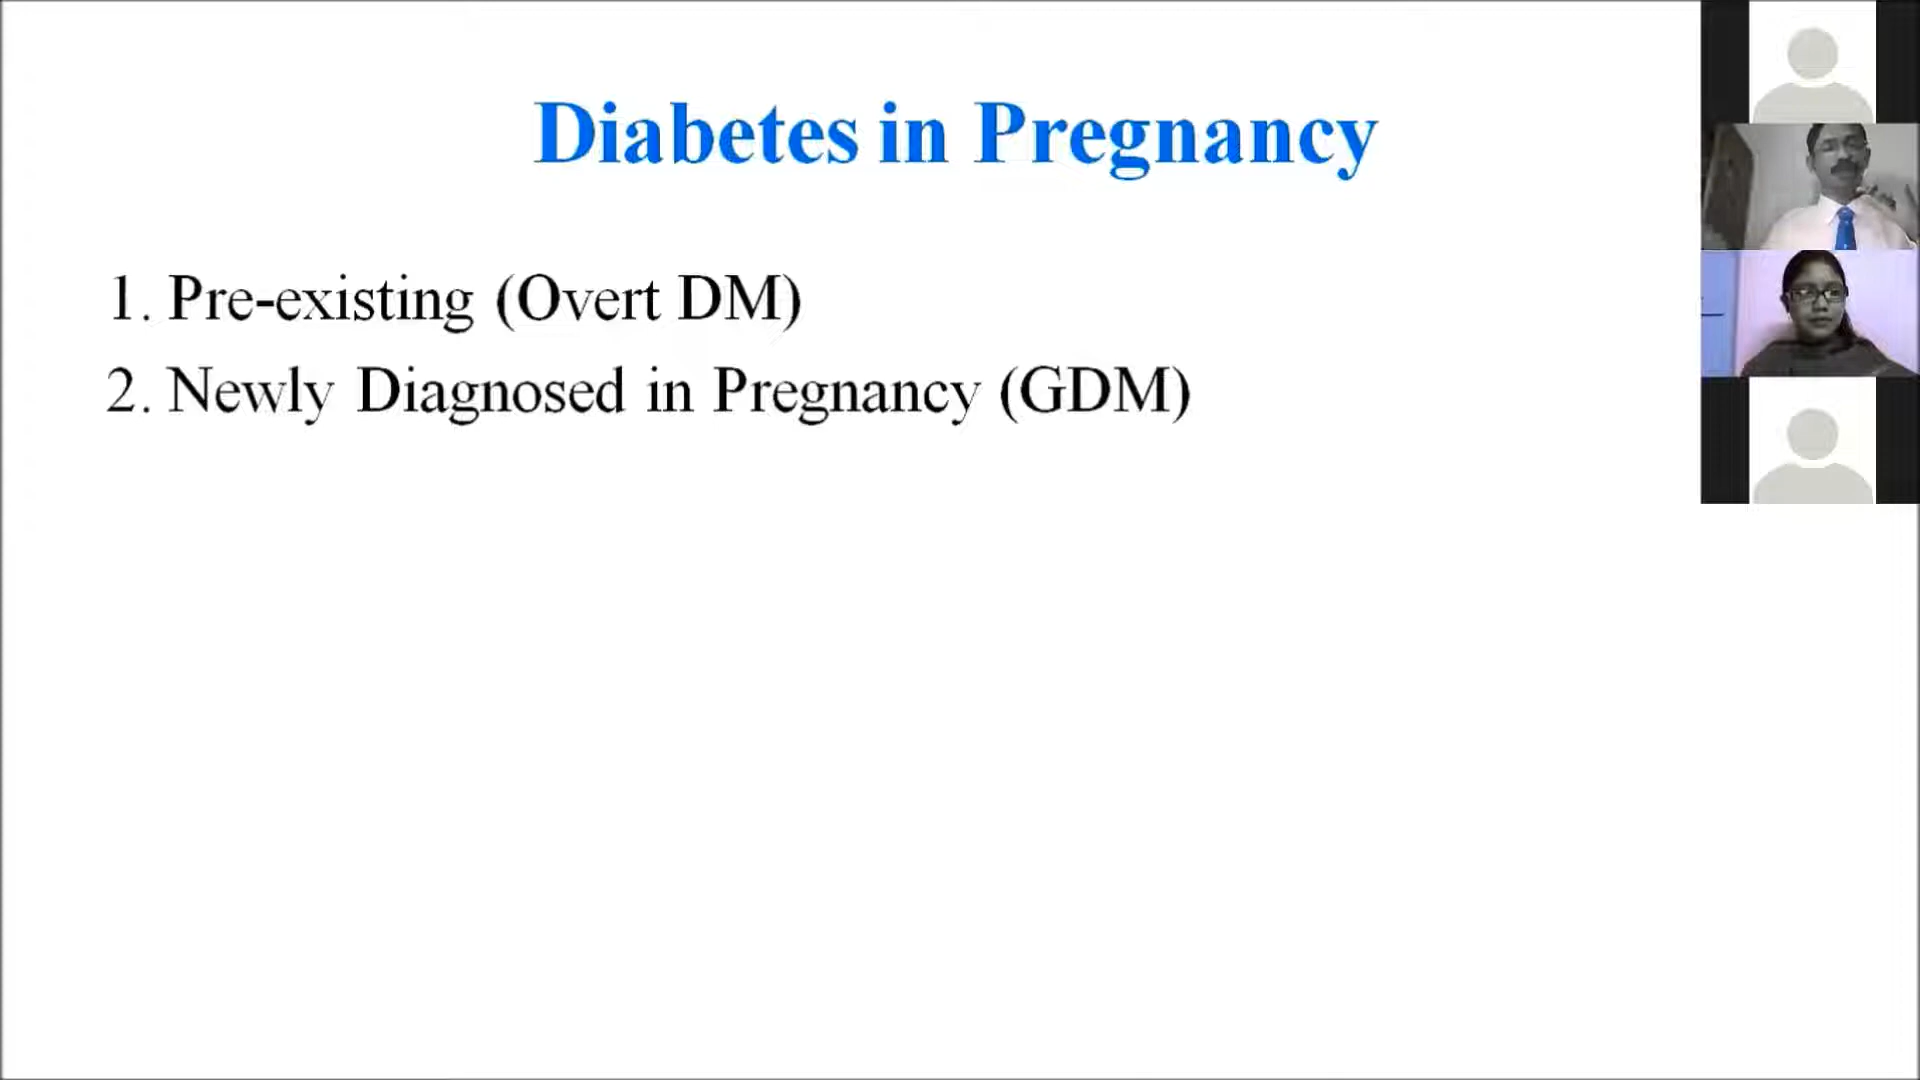 Diabetes in Pregnancy
1. Pre-existing (Overt DM)
2. Newly Diagnosed in Pregnancy (GDM)